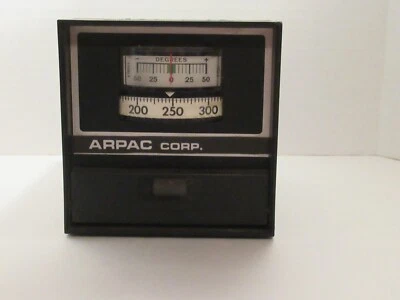 - DEGREES +
50 25 0 25 50
200 250 300
ARPAC CORP.